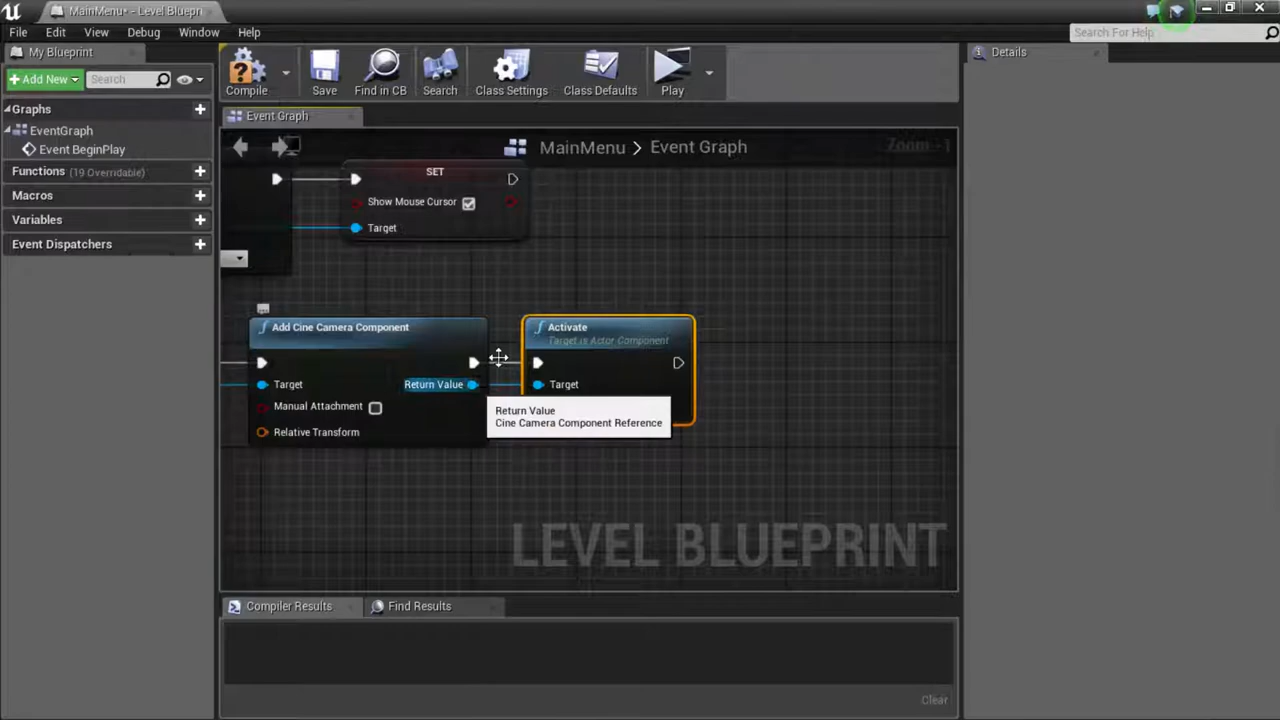 MainMenu* - Level Bluepri
File Edit View Debug Window Help
Search For Help
My Blueprint
Details
Add New
Search
Compile
Save
Find in CB
Search
Class Settings
Class Defaults
Play
Graphs
EventGraph
Event BeginPlay
Functions (19 Overridable)
Macros
Variables
Event Dispatchers
Event Graph
MainMenu > Event Graph
Zoom -1
SET
Show Mouse Cursor
Target
Add Cine Camera Component
Target
Return Value
Manual Attachment
Relative Transform
Activate
Target is Actor Component
Target
Return Value
Cine Camera Component Reference
LEVEL BLUEPRINT
Compiler Results
Find Results
Clear